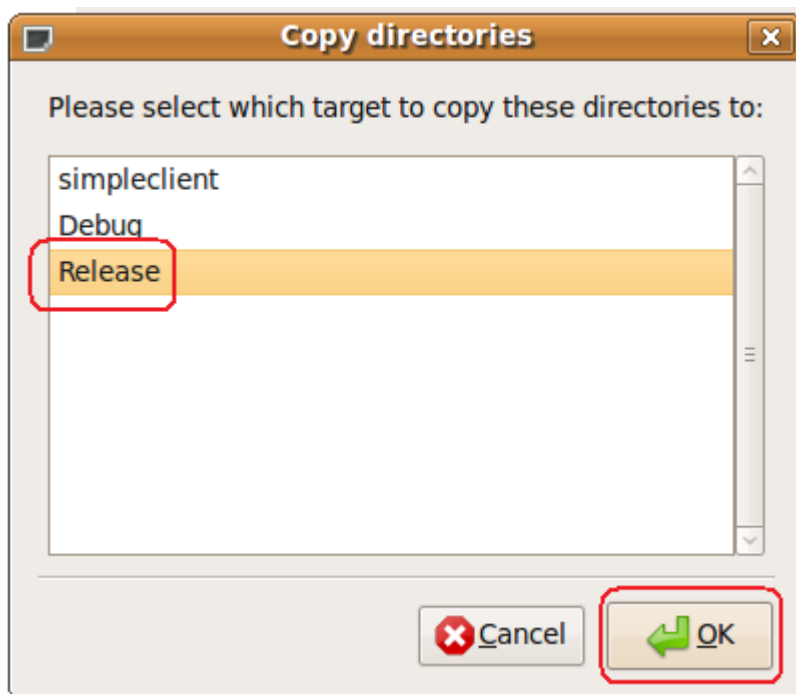 Copy directories
Please select which target to copy these directories to:
simpleclient
Debug
Release
Cancel
OK